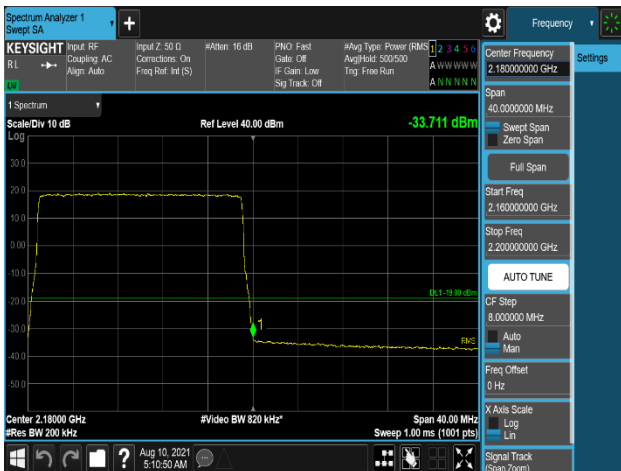 Spectrum Analyzer 1
Swept SA
Frequency
KEYSIGHT
RL
Input: RF
Coupling: AC
Align: Auto
Input Z: 50 Ω
Corrections: On
Freq Ref: Int (S)
#Atten: 16 dB
PNO: Fast
Gate: Off
IF Gain: Low
Sig Track: Off
#Avg Type: Power (RMS
Avg|Hold: 500/500
Trig: Free Run
1 2 3 4 5 6
A W W W W W
A N N N N N
1 Spectrum
Scale/Div 10 dB
Ref Level 40.00 dBm
-33.711 dBm
Log
30.0
20.0
10.0
0.00
-10.0
-20.0
-30.0
-40.0
-50.0
DL1 -19.00 dBm
1
RMS
Center 2.18000 GHz
#Video BW 820 kHz*
Span 40.00 MHz
#Res BW 200 kHz
Sweep 1.00 ms (1001 pts)
Aug 10, 2021
5:10:50 AM
Center Frequency
2.180000000 GHz
Settings
Span
40.0000000 MHz
Swept Span
Zero Span
Full Span
Start Freq
2.160000000 GHz
Stop Freq
2.200000000 GHz
AUTO TUNE
CF Step
8.000000 MHz
Auto
Man
Freq Offset
0 Hz
X Axis Scale
Log
Lin
Signal Track
(Span Zoom)